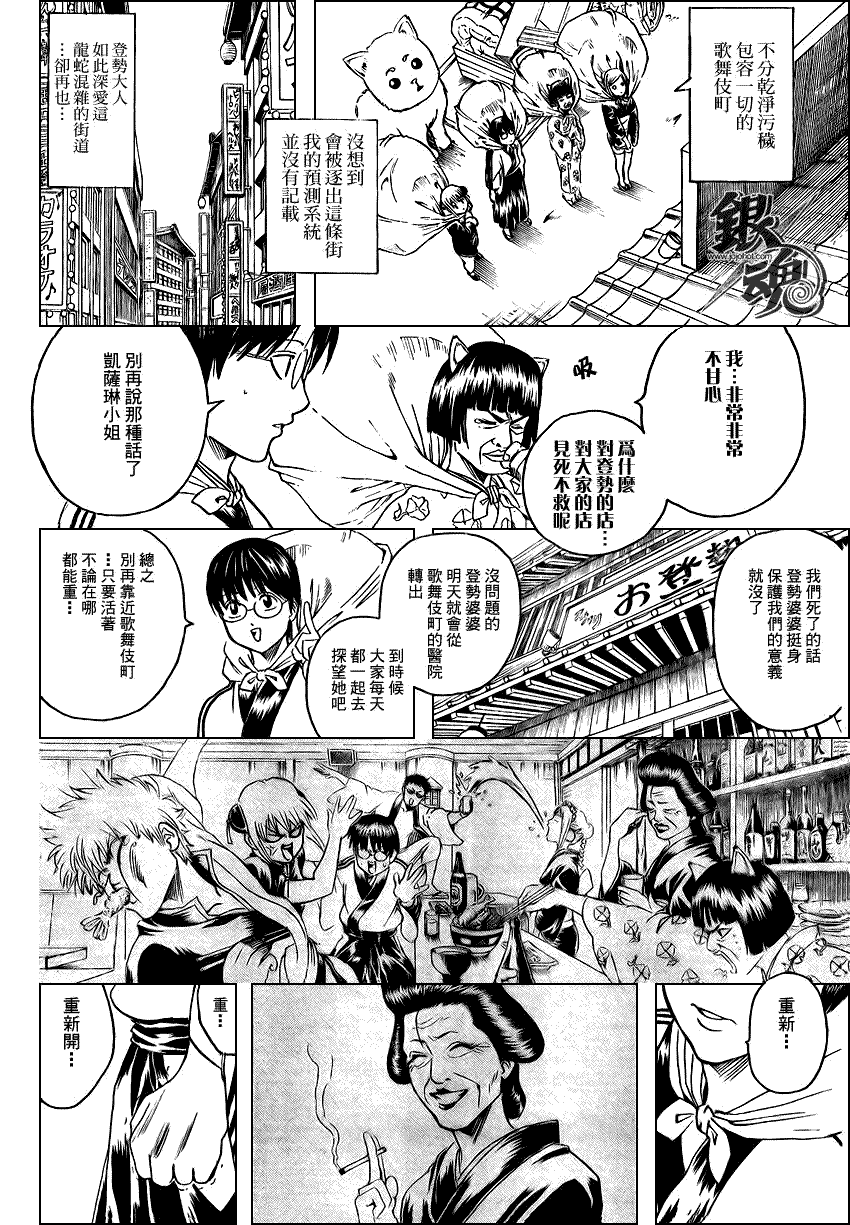 不分乾淨污穢
包容一切的
歌舞伎町
沒想到
會被逐出這條街
我的預測系統
並沒有記載
登勢大人
如此深愛這
龍蛇混雜的街道
…卻再也…
カラオケ
銀魂
www.jojohot.com
我…非常非常
不甘心
為什麼
對登勢的店…
對大家的店
見死不救呢
吸
別再說那種話了
凱薩琳小姐
我們死了的話
登勢婆婆挺身
保護我們的意義
就沒了
お登勢
沒問題的
登勢婆婆
明天就會從
歌舞伎町的醫院
轉出
到時候
大家每天
都一起去
探望她吧
總之
別再靠近歌舞伎町
…只要活著
不論在哪
都能重…
重新…
重…
重新開…